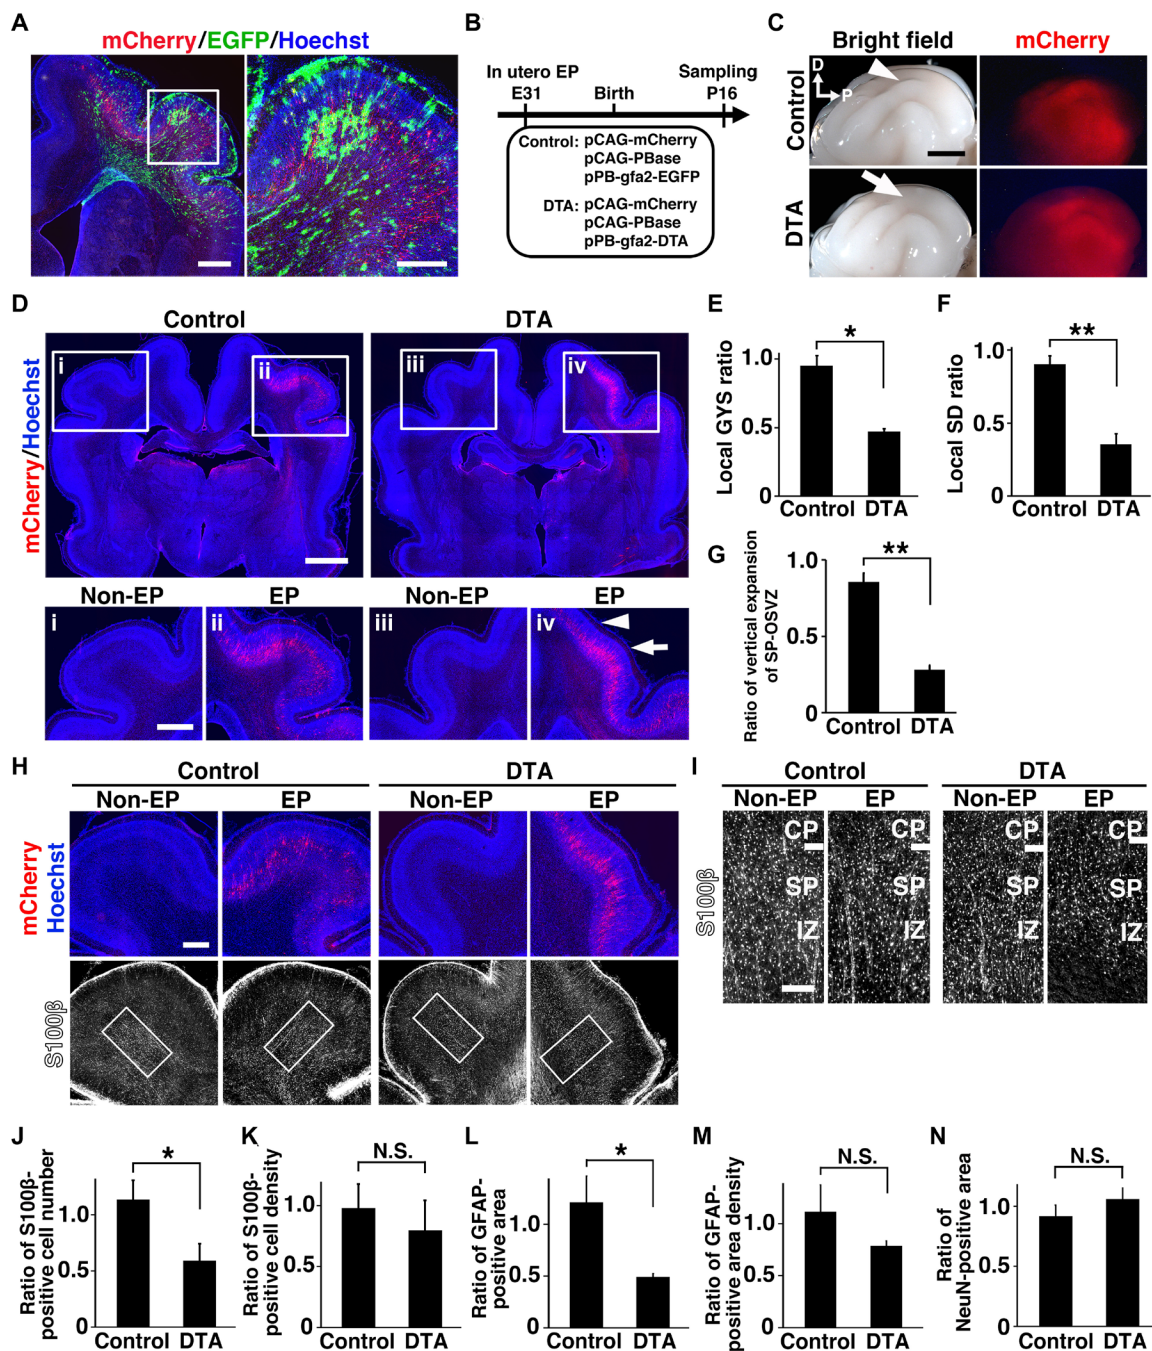 A
mCherry/EGFP/Hoechst
B
In utero EP
Sampling
E31
Birth
P16
Control: pCAG-mCherry
pCAG-PBase
pPB-gfa2-EGFP
DTA: pCAG-mCherry
pCAG-PBase
pPB-gfa2-DTA
C
Bright field
mCherry
Control
D
P
DTA
D
Control
DTA
mCherry/Hoechst
i
ii
iii
iv
Non-EP
EP
Non-EP
EP
i
ii
iii
iv
E
Local GYS ratio
1.0
0.5
0
*
Control
DTA
F
Local SD ratio
1.0
0.5
0
**
Control
DTA
G
Ratio of vertical expansion
of SP-OSVZ
1.0
0.5
0
**
Control
DTA
H
Control
DTA
Non-EP
EP
Non-EP
EP
mCherry
Hoechst
S100β
I
Control
DTA
Non-EP
EP
Non-EP
EP
S100β
CP
SP
IZ
CP
SP
IZ
CP
SP
IZ
CP
SP
IZ
J
Ratio of S100β-
positive cell number
1.0
0.5
0
*
Control
DTA
K
Ratio of S100β-
positive cell density
1.0
0.5
0
N.S.
Control
DTA
L
Ratio of GFAP-
positive area
1.0
0.5
0
*
Control
DTA
M
Ratio of GFAP-
positive area density
1.0
0.5
0
N.S.
Control
DTA
N
Ratio of
NeuN-positive area
1.0
0.5
0
N.S.
Control
DTA